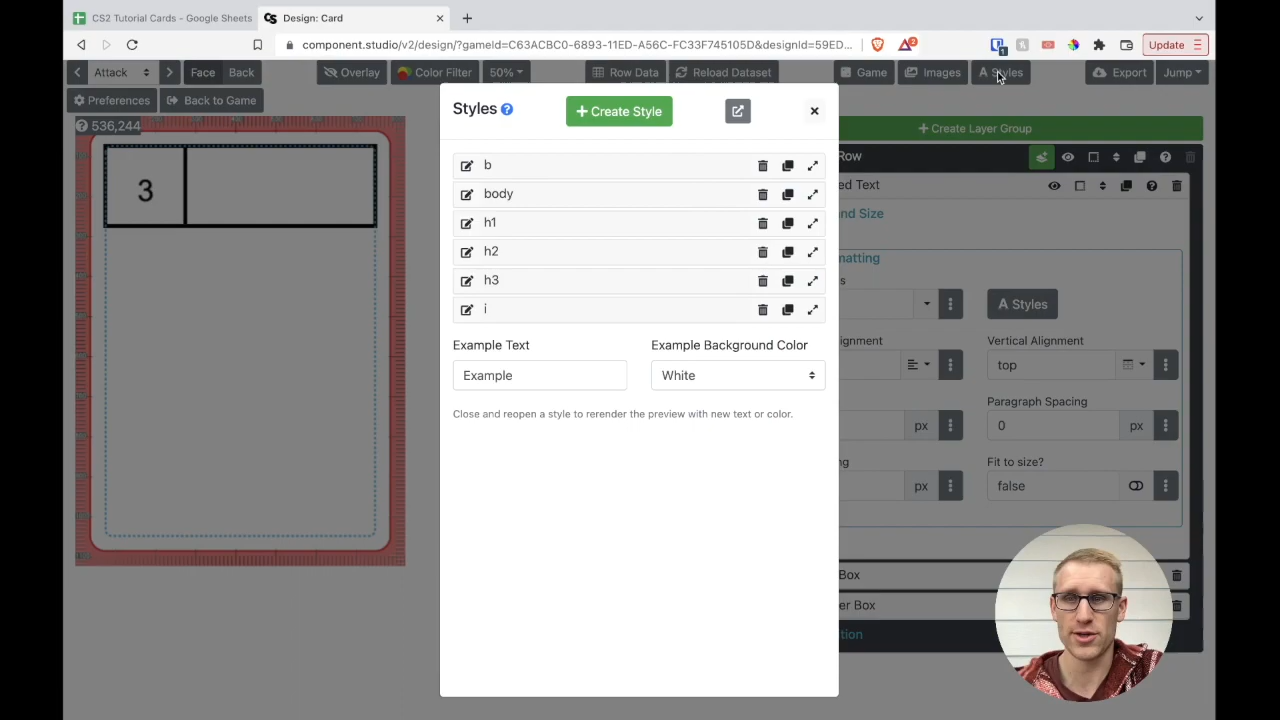 CS2 Tutorial Cards - Google Sheets
Design: Card
component.studio/v2/design/?gameId=C63ACBC0-6893-11ED-A56C-FC33F745105D&designId=59ED...
2
1
Update
Attack
Face
Back
Overlay
Color Filter
50%
Row Data
Reload Dataset
Game
Images
A Styles
Export
Jump
Preferences
Back to Game
536,244
3
Styles
+ Create Style
b
body
h1
h2
h3
i
Example Text
Example Background Color
Example
White
Close and reopen a style to rerender the preview with new text or color.
+ Create Layer Group
Row
ed Text
and Size
matting
s
A Styles
ignment
Vertical Alignment
top
Paragraph Spacing
px
0
px
ng
Fit to size?
px
false
Box
er Box
tion